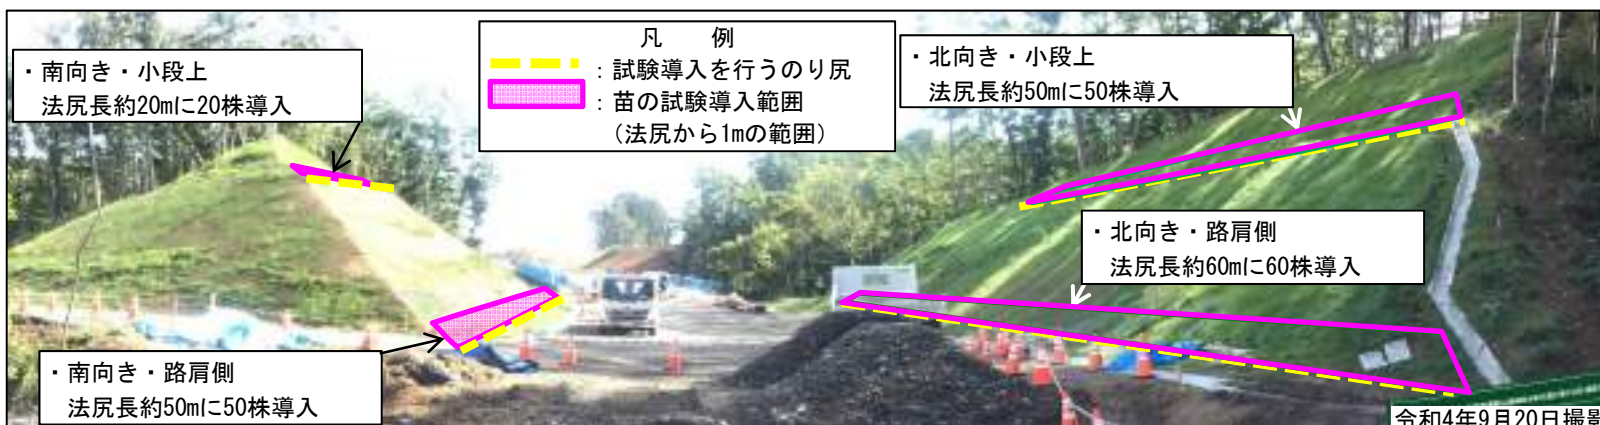 ・南向き・小段上
法尻長約20mに20株導入
凡　例
：試験導入を行うのり尻
：苗の試験導入範囲
（法尻から1mの範囲）
・北向き・小段上
法尻長約50mに50株導入
・北向き・路肩側
法尻長約60mに60株導入
・南向き・路肩側
法尻長約50mに50株導入
令和4年9月20日撮影